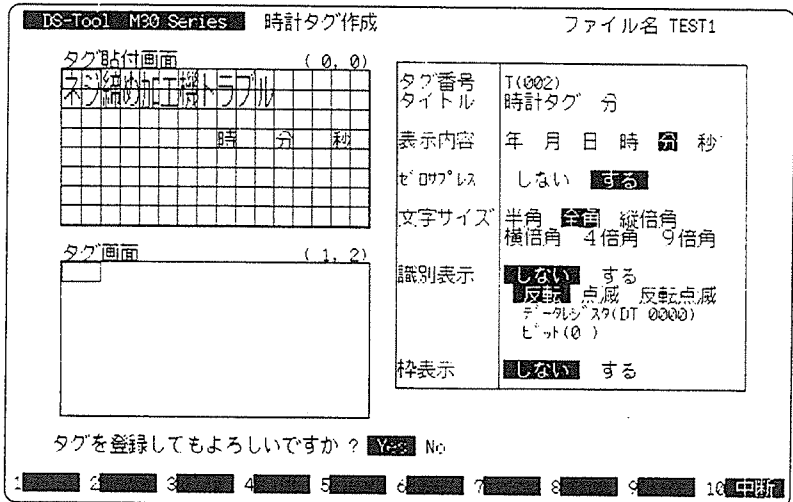 DS-Tool M30 Series 時計タグ作成 ファイル名 TEST1
タグ貼付画面 ( 0, 0)
ネジ締め加工機トラブル
時 分 秒
タグ画面 ( 1, 2)
タグ番号 T(002)
タイトル 時計タグ 分
表示内容 年 月 日 時 分 秒
ゼロサプレス しない する
文字サイズ 半角 全角 縦倍角
横倍角 4倍角 9倍角
識別表示 しない する
反転 点滅 反転点滅
データレジスタ(DT 0000)
ビット(0 )
枠表示 しない する
タグを登録してもよろしいですか ? Yes No
1 2 3 4 5 6 7 8 9 10 中断